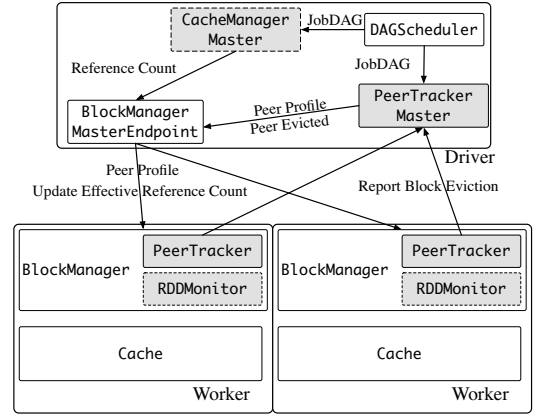 CacheManager
Master
JobDAG
DAGScheduler
Reference Count
JobDAG
BlockManager
MasterEndpoint
Peer Profile
Peer Evicted
PeerTracker
Master
Driver
Peer Profile
Update Effective Reference Count
Report Block Eviction
BlockManager
PeerTracker
RDDMonitor
Cache
Worker
BlockManager
PeerTracker
RDDMonitor
Cache
Worker